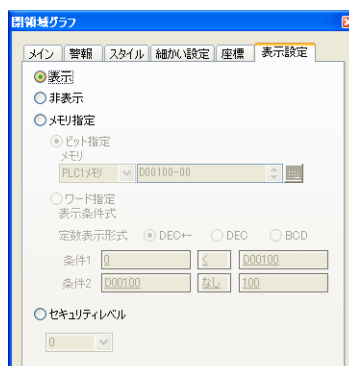 閉領域グラフ
メイン 警報 スタイル 細かい設定 座標 表示設定
表示
非表示
メモリ指定
ビット指定
メモリ
PLC1メモリ D00100-00
ワード指定
表示条件式
定数表示形式 DEC+- DEC BCD
条件1 0 < D00100
条件2 D00100 なし 100
セキュリティレベル
0